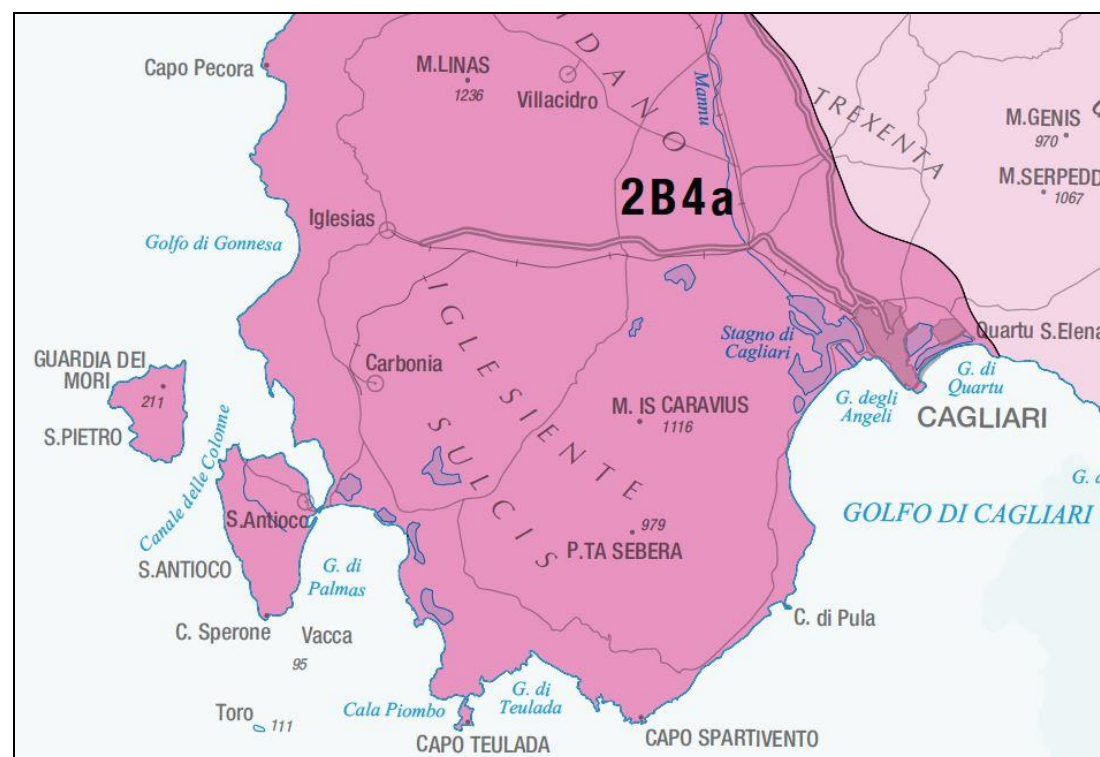 Capo Pecora
M.LINAS
1236
Villacidro
IDANO
Mannu
TREXENTA
M.GENIS
970
M.SERPEDD
1067
2B4a
Iglesias
Golfo di Gonnesa
IGLESIENTE
SULCIS
Carbonia
Stagno di
Cagliari
Quartu S.Elena
G. di
Quartu
G. degli
Angeli
CAGLIARI
GUARDIA DEI
MORI
211
S.PIETRO
M. IS CARAVIUS
1116
Canale delle Colonne
GOLFO DI CAGLIARI
S.Antioco
979
P.TA SEBERA
S.ANTIOCO
G. di
Palmas
C. Sperone
Vacca
95
C. di Pula
Toro
111
Cala Piombo
G. di
Teulada
CAPO TEULADA
CAPO SPARTIVENTO